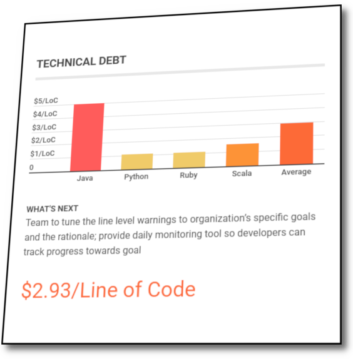 TECHNICAL DEBT
$5/LoC
$4/LoC
$3/LoC
$2/LoC
$1/LoC
0
Java Python Ruby Scala Average
WHAT'S NEXT
Team to tune the line level warnings to organization's specific goals
and the rationale; provide daily monitoring tool so developers can
track progress towards goal
$2.93/Line of Code